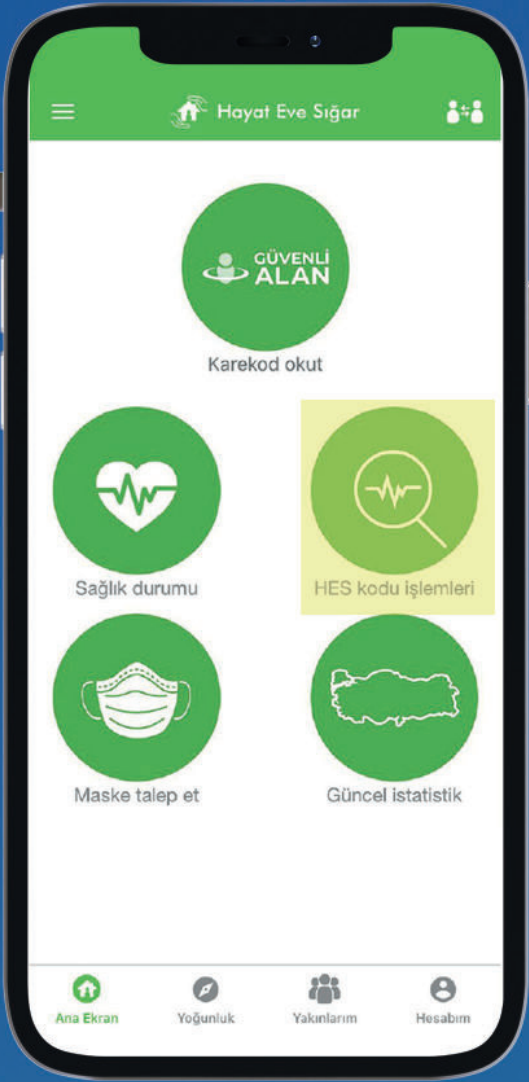 Hayat Eve Sığar
GÜVENLİ
ALAN
Karekod okut
Sağlık durumu
HES kodu işlemleri
Maske talep et
Güncel istatistik
Ana Ekran
Yoğunluk
Yakınlarım
Hesabım